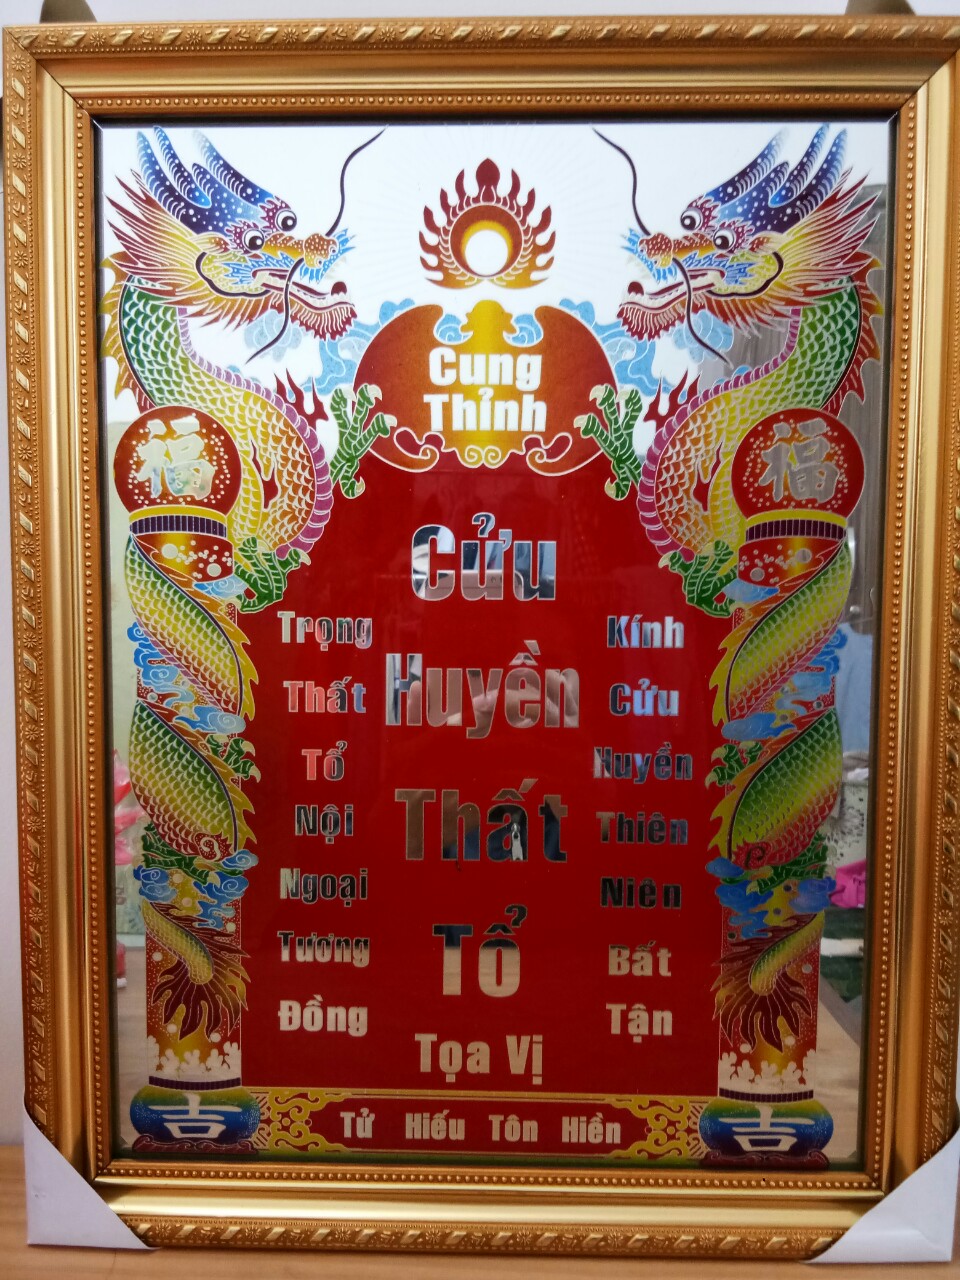 Cung
Thỉnh
福
福
Cửu
Huyền
Thất
Tổ
Tọa Vị
Kính
Cửu
Huyền
Thiên
Niên
Bất
Tận
Trọng
Thất
Tổ
Nội
Ngoại
Tương
Đồng
吉
Tử Hiếu Tôn Hiền
吉